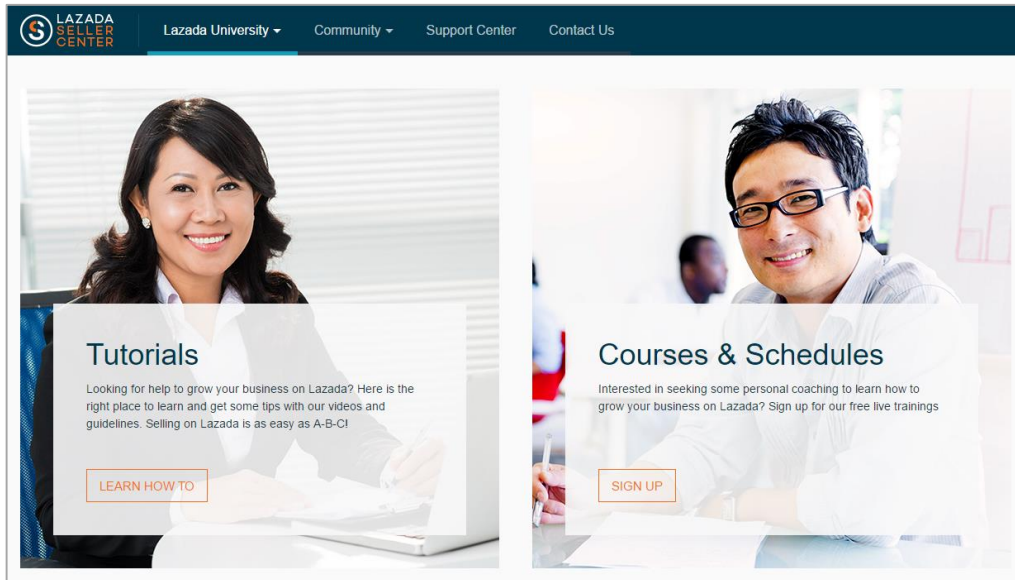 LAZADA
SELLER
CENTER
Lazada University
Community
Support Center
Contact Us
Tutorials
Looking for help to grow your business on Lazada? Here is the
right place to learn and get some tips with our videos and
guidelines. Selling on Lazada is as easy as A-B-C!
LEARN HOW TO
Courses & Schedules
Interested in seeking some personal coaching to learn how to
grow your business on Lazada? Sign up for our free live trainings
SIGN UP